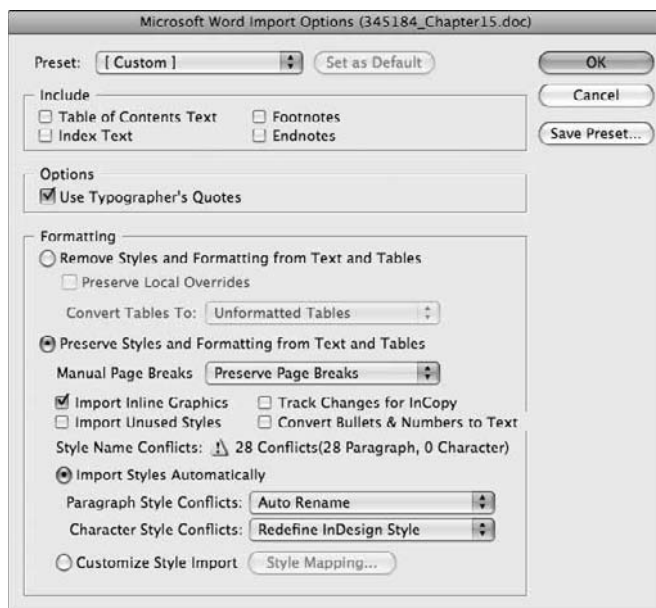 Microsoft Word Import Options (345184_Chapter15.doc)
Preset: [ Custom ] Set as Default OK
Include Cancel
Table of Contents Text Footnotes
Index Text Endnotes Save Preset...
Options
Use Typographer's Quotes
Formatting
Remove Styles and Formatting from Text and Tables
Preserve Local Overrides
Convert Tables To: Unformatted Tables
Preserve Styles and Formatting from Text and Tables
Manual Page Breaks Preserve Page Breaks
Import Inline Graphics Track Changes for InCopy
Import Unused Styles Convert Bullets & Numbers to Text
Style Name Conflicts: 28 Conflicts(28 Paragraph, 0 Character)
Import Styles Automatically
Paragraph Style Conflicts: Auto Rename
Character Style Conflicts: Redefine InDesign Style
Customize Style Import Style Mapping...